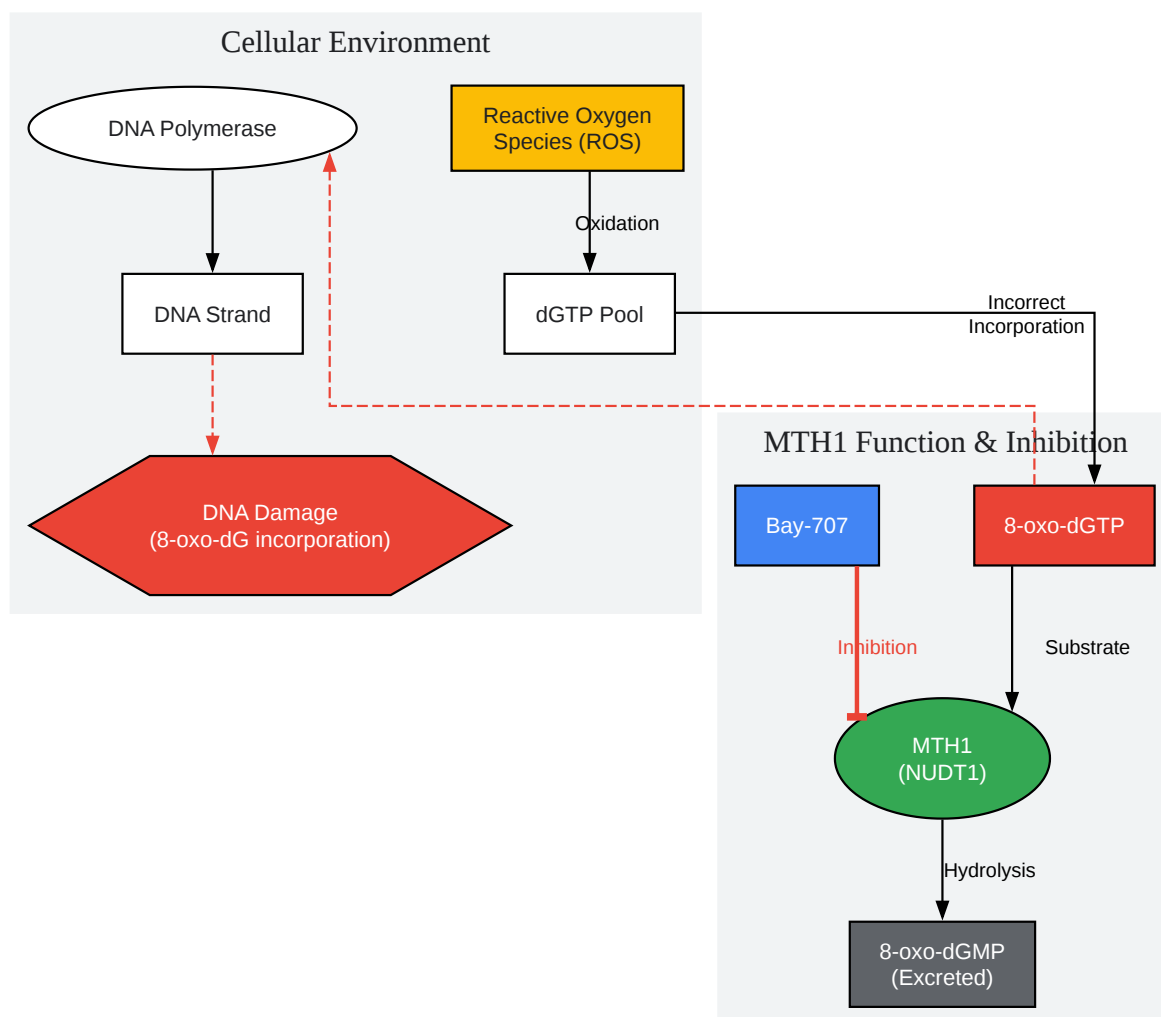 Cellular Environment
DNA Polymerase
Reactive Oxygen
Species (ROS)
Oxidation
DNA Strand
dGTP Pool
Incorrect
Incorporation
MTH1 Function & Inhibition
DNA Damage
(8-oxo-dG incorporation)
Bay-707
8-oxo-dGTP
Inhibition
Substrate
MTH1
(NUDT1)
Hydrolysis
8-oxo-dGMP
(Excreted)